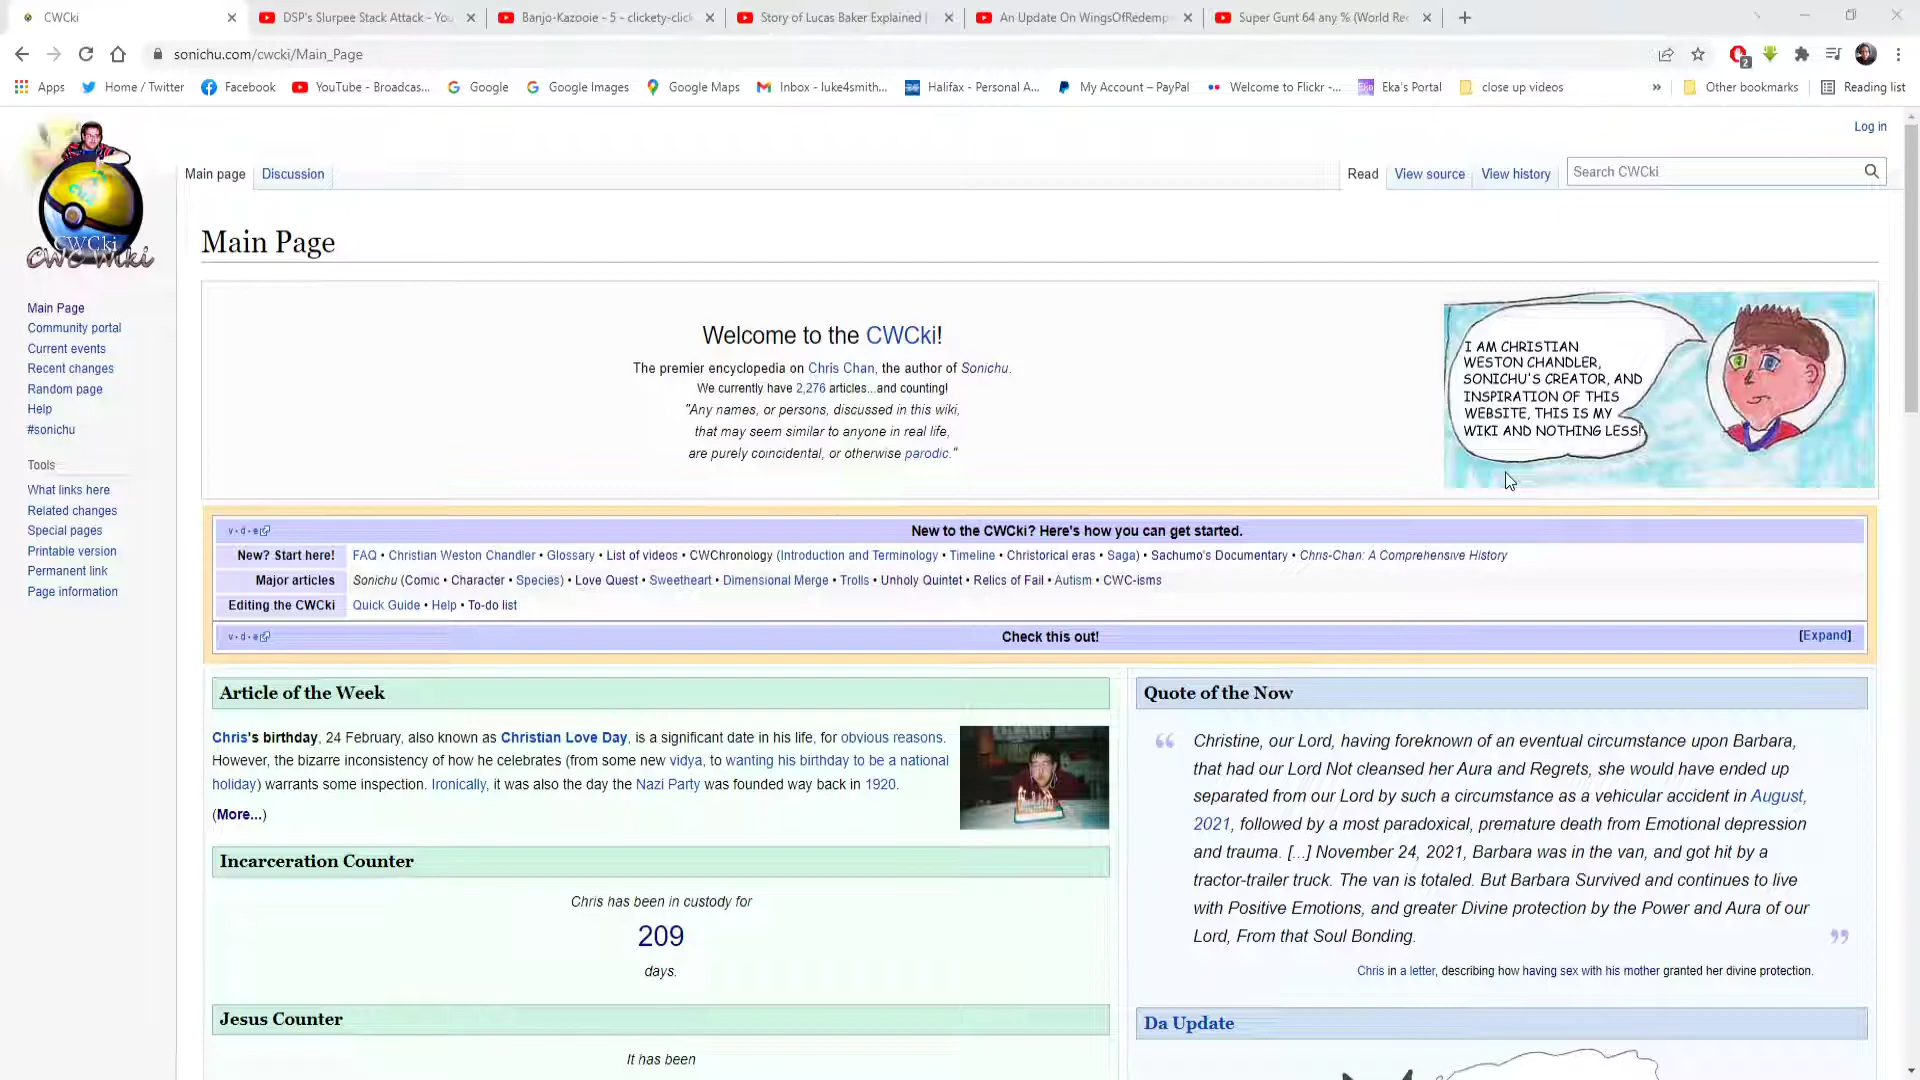 CWCki
DSP's Slurpee Stack Attack - You
Banjo-Kazooie - 5 - clickety-click
Story of Lucas Baker Explained |
An Update On WingsOfRedemp
Super Gunt 64 any % (World Re
sonichu.com/cwcki/Main_Page
2
Apps
Home / Twitter
Facebook
YouTube - Broadcas...
Google
Google Images
Google Maps
Inbox - luke4smith...
Halifax - Personal A...
My Account – PayPal
Welcome to Flickr -...
Eka's Portal
close up videos
»
Other bookmarks
Reading list
Log in
CWCki
CWC Wiki
Main page
Discussion
Read
View source
View history
Search CWCki
Main Page
Main Page
Community portal
Current events
Recent changes
Random page
Help
#sonichu
Tools
What links here
Related changes
Special pages
Printable version
Permanent link
Page information
Welcome to the CWCki!
The premier encyclopedia on Chris Chan, the author of Sonichu.
We currently have 2,276 articles...and counting!
"Any names, or persons, discussed in this wiki,
that may seem similar to anyone in real life,
are purely coincidental, or otherwise parodic."
I AM CHRISTIAN
WESTON CHANDLER,
SONICHU'S CREATOR, AND
INSPIRATION OF THIS
WEBSITE, THIS IS MY
WIKI AND NOTHING LESS!
v · d · e
New to the CWCki? Here's how you can get started.
New? Start here! FAQ • Christian Weston Chandler • Glossary • List of videos • CWChronology (Introduction and Terminology • Timeline • Christorical eras • Saga) • Sachumo's Documentary • Chris-Chan: A Comprehensive History
Major articles Sonichu (Comic • Character • Species) • Love Quest • Sweetheart • Dimensional Merge • Trolls • Unholy Quintet • Relics of Fail • Autism • CWC-isms
Editing the CWCki Quick Guide • Help • To-do list
v · d · e
Check this out!
[Expand]
Article of the Week
Chris's birthday, 24 February, also known as Christian Love Day, is a significant date in his life, for obvious reasons.
However, the bizarre inconsistency of how he celebrates (from some new vidya, to wanting his birthday to be a national
holiday) warrants some inspection. Ironically, it was also the day the Nazi Party was founded way back in 1920.
(More...)
Incarceration Counter
Chris has been in custody for
209
days.
Jesus Counter
It has been
Quote of the Now
“ Christine, our Lord, having foreknown of an eventual circumstance upon Barbara,
that had our Lord Not cleansed her Aura and Regrets, she would have ended up
separated from our Lord by such a circumstance as a vehicular accident in August,
2021, followed by a most paradoxical, premature death from Emotional depression
and trauma. [...] November 24, 2021, Barbara was in the van, and got hit by a
tractor-trailer truck. The van is totaled. But Barbara Survived and continues to live
with Positive Emotions, and greater Divine protection by the Power and Aura of our
Lord, From that Soul Bonding. ”
Chris in a letter, describing how having sex with his mother granted her divine protection.
Da Update